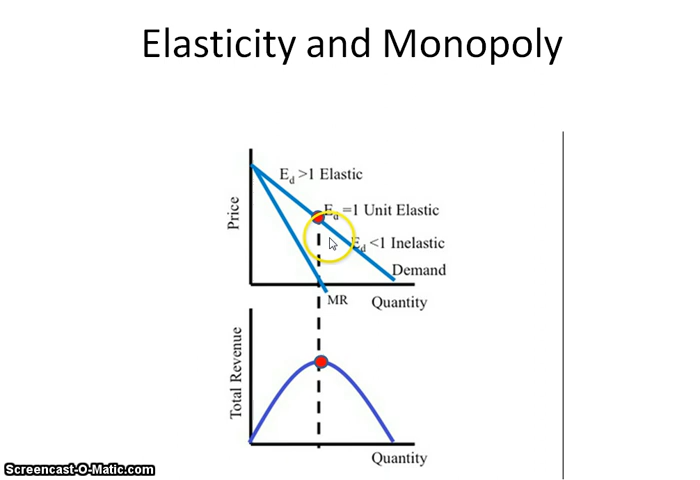 Elasticity and Monopoly
Price
Ed >1 Elastic
Ed =1 Unit Elastic
Ed <1 Inelastic
Demand
MR
Quantity
Total Revenue
Quantity
Screencast-O-Matic.com